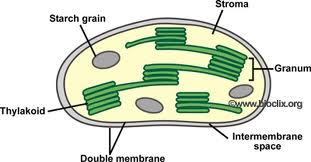 Stroma
Starch grain
Granum
©www.bioclix.org
Thylakoid
Intermembrane
space
Double membrane